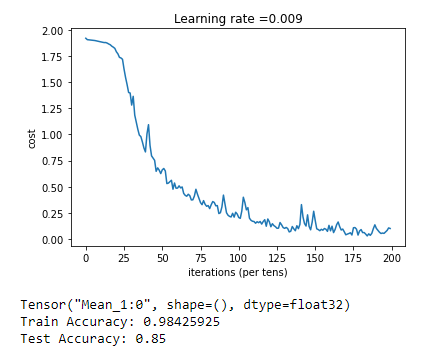 Learning rate =0.009
2.00
1.75
1.50
1.25
1.00
0.75
0.50
0.25
0.00
cost
0 25 50 75 100 125 150 175 200
iterations (per tens)
Tensor("Mean_1:0", shape=(), dtype=float32)
Train Accuracy: 0.98425925
Test Accuracy: 0.85